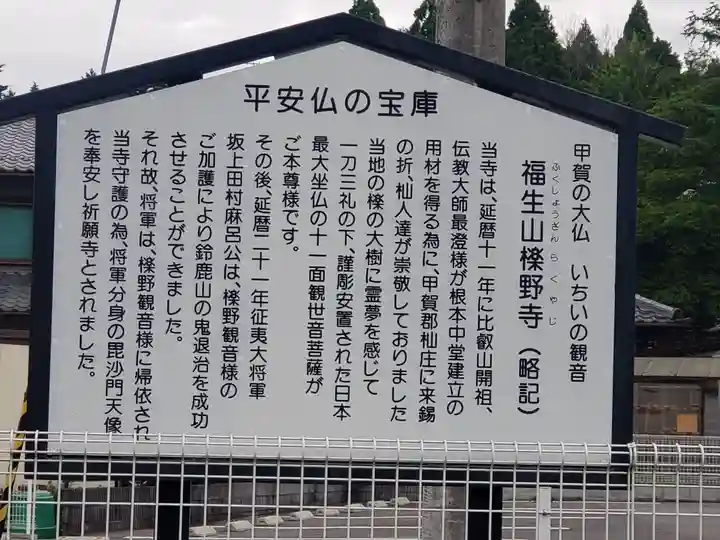 平安仏の宝庫
甲賀の大仏 いちいの観音
福生山櫟野寺（略記）
ふくしょうざんらくやじ
当寺は、延暦十一年に比叡山開祖、
伝教大師最澄様が根本中堂建立の
用材を得る為に、甲賀郡杣庄に来錫
の折、杣人達が崇敬しておりました
当地の櫟の大樹に霊夢を感じて
一刀三礼の下、謹彫安置された日本
最大坐仏の十一面観世音菩薩が
ご本尊様です。
その後、延暦二十一年征夷大将軍
坂上田村麻呂公は、櫟野観音様の
ご加護により鈴鹿山の鬼退治を成功
させることができました。
それ故、将軍は、櫟野観音様に帰依され
当寺守護の為、将軍分身の毘沙門天像
を奉安し祈願寺とされました。